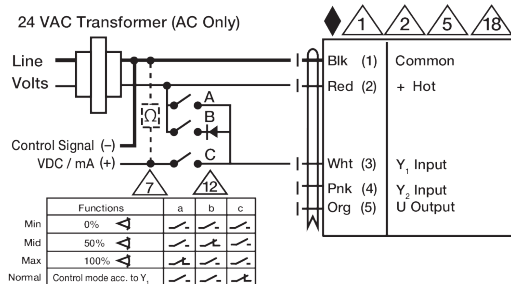 24 VAC Transformer (AC Only)
1 2 5 18
Line
Volts
Blk (1) Common
Red (2) + Hot
A
Ω
B
Control Signal (–)
VDC / mA (+)
C
Wht (3) Y1 Input
Pnk (4) Y2 Input
Org (5) U Output
7 12
Functions a b c
Min 0%
Mid 50%
Max 100%
Normal Control mode acc. to Y1